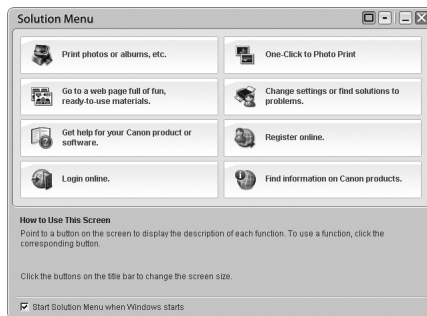 Solution Menu
Print photos or albums, etc.
One-Click to Photo Print
Go to a web page full of fun,
ready-to-use materials.
Change settings or find solutions to
problems.
Get help for your Canon product or
software.
Register online.
Login online.
Find information on Canon products.
How to Use This Screen
Point to a button on the screen to display the description of each function. To use a function, click the
corresponding button.
Click the buttons on the title bar to change the screen size.
Start Solution Menu when Windows starts